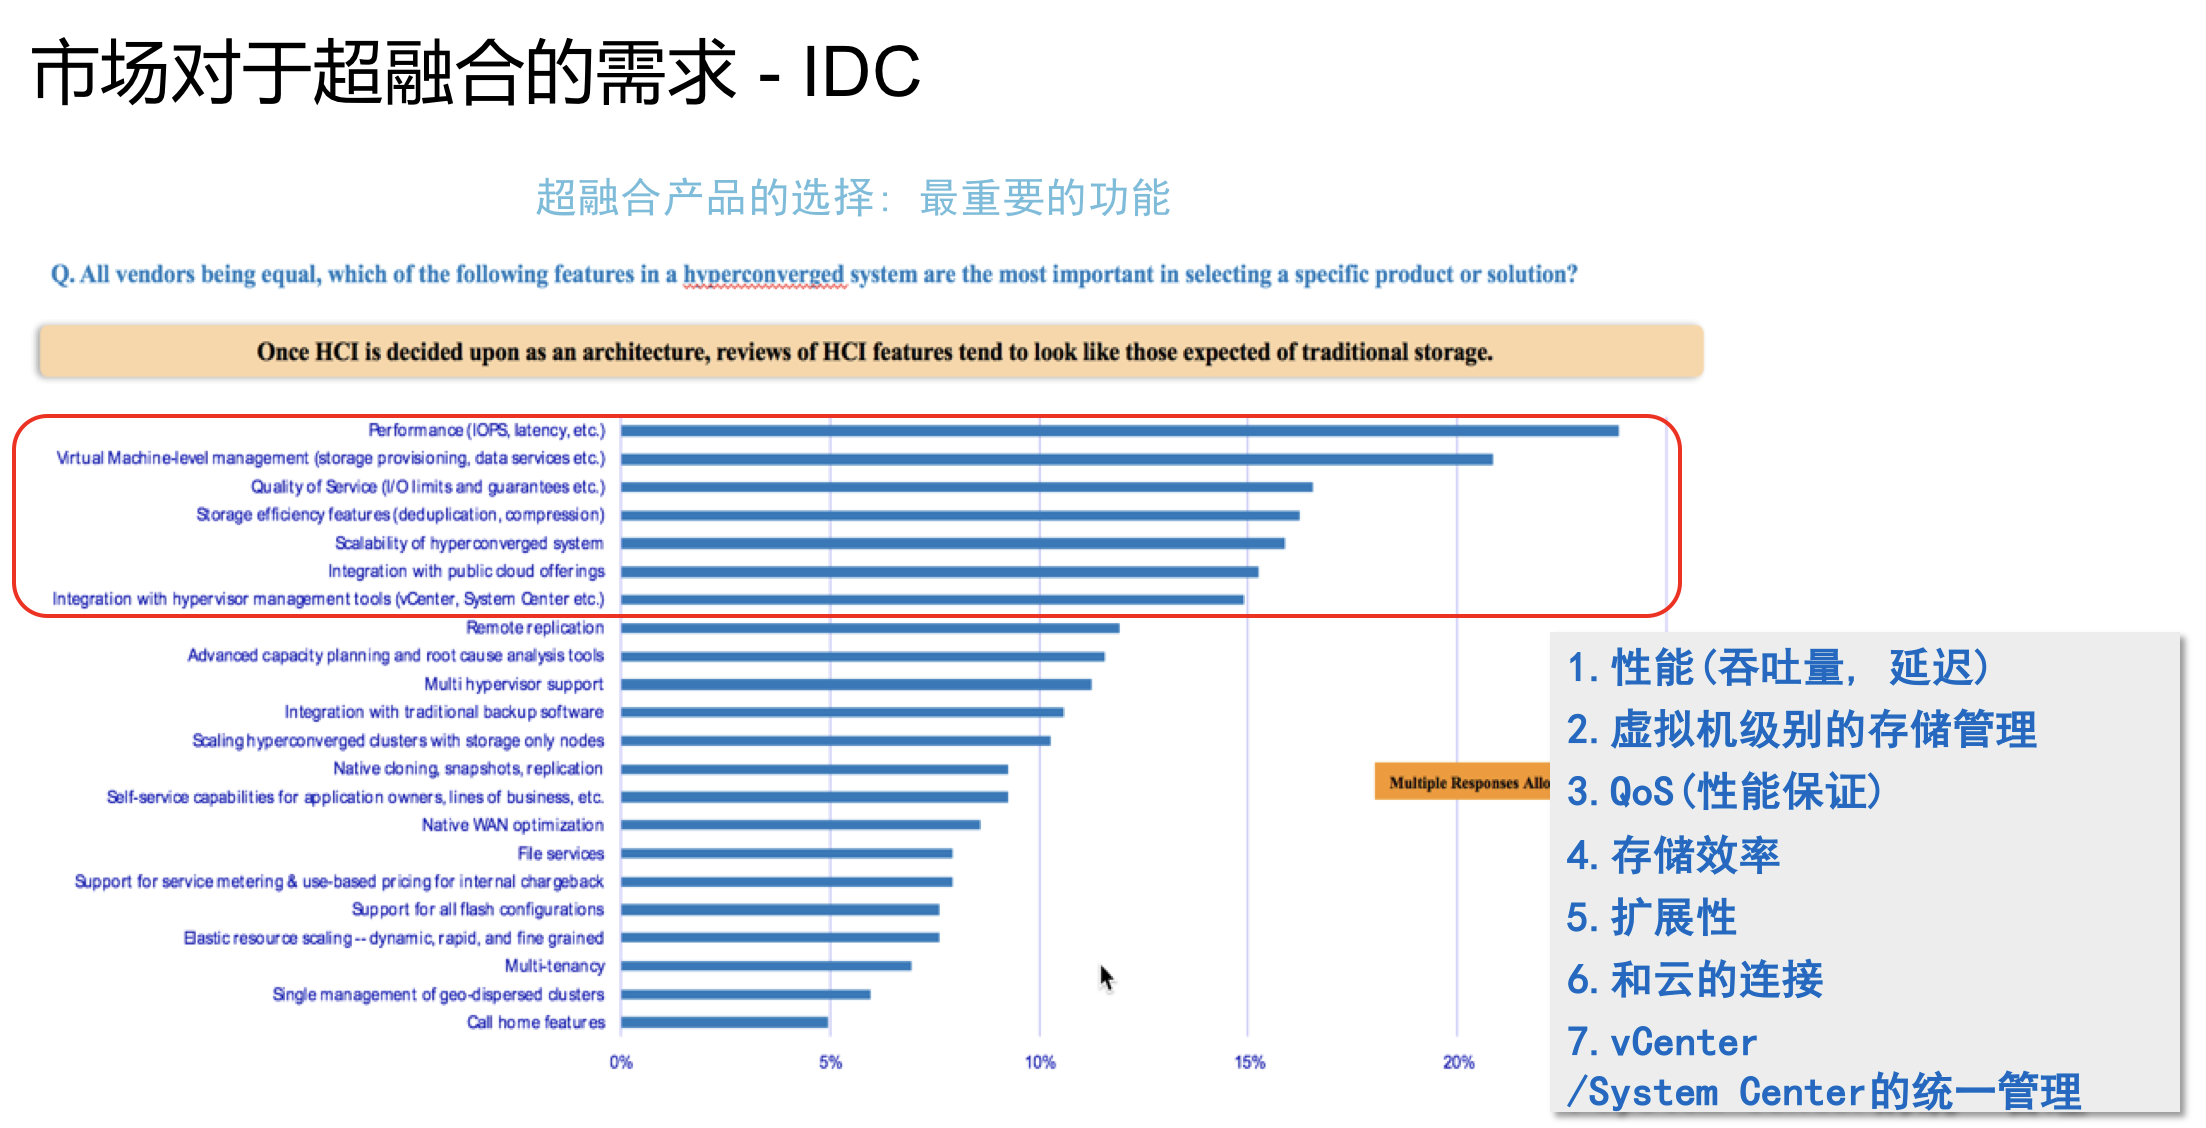 市场对于超融合的需求 - IDC
超融合产品的选择: 最重要的功能
Q. All vendors being equal, which of the following features in a hyperconverged system are the most important in selecting a specific product or solution?
Once HCI is decided upon as an architecture, reviews of HCI features tend to look like those expected of traditional storage.
Performance (IOPS, latency, etc.)
Virtual Machine-level management (storage provisioning, data services etc.)
Quality of Service (I/O limits and guarantees etc.)
Storage efficiency features (deduplication, compression)
Scalability of hyperconverged system
Integration with public cloud offerings
Integration with hypervisor management tools (vCenter, System Center etc.)
Remote replication
Advanced capacity planning and root cause analysis tools
Multi hypervisor support
Integration with traditional backup software
Scaling hyperconverged clusters with storage only nodes
Native cloning, snapshots, replication
Self-service capabilities for application owners, lines of business, etc.
Native WAN optimization
File services
Support for service metering & use-based pricing for internal chargeback
Support for all flash configurations
Elastic resource scaling -- dynamic, rapid, and fine grained
Multi-tenancy
Single management of geo-dispersed clusters
Call home features
0% 5% 10% 15% 20%
Multiple Responses
1.性能(吞吐量, 延迟)
2.虚拟机级别的存储管理
3.QoS(性能保证)
4.存储效率
5.扩展性
6.和云的连接
7.vCenter
/System Center的统一管理